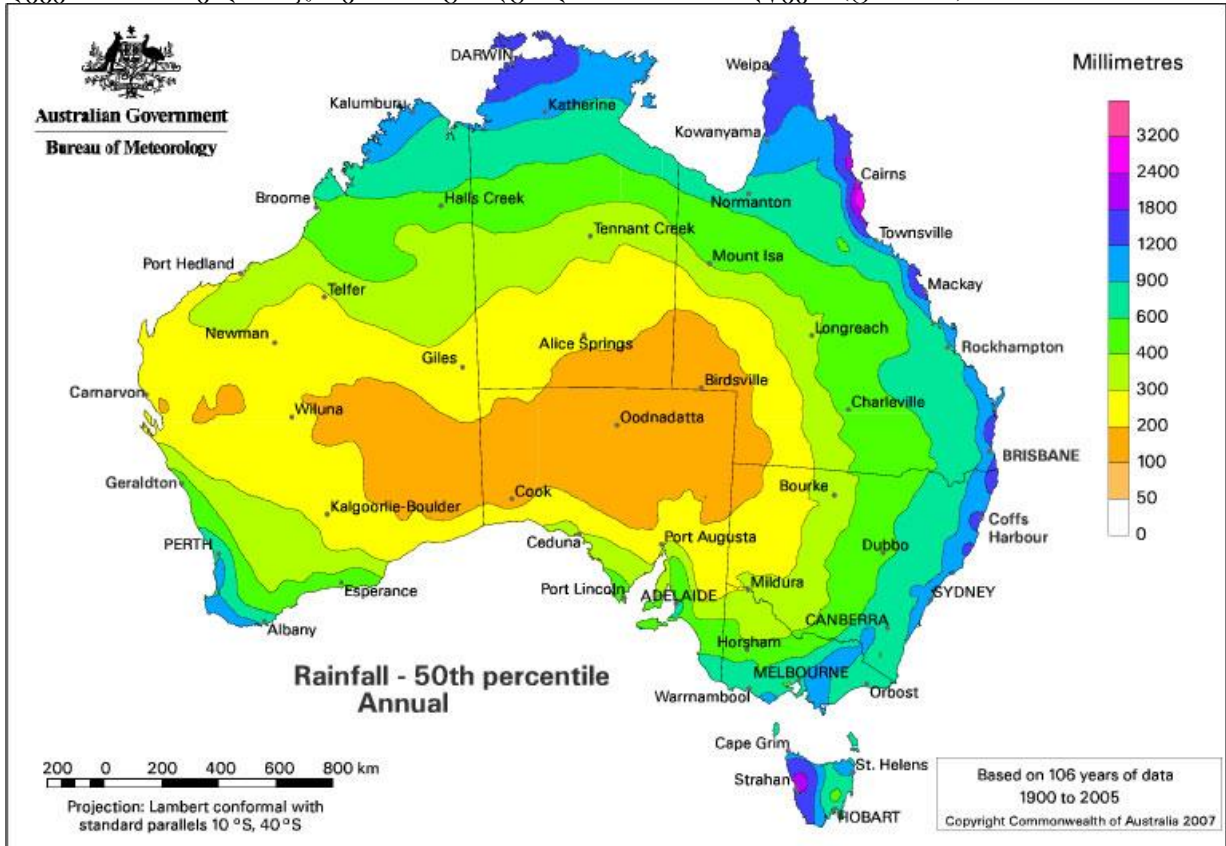 Australian Government
Bureau of Meteorology
Millimetres
3200
2400
1800
1200
900
600
400
300
200
100
50
0
DARWIN
Weipa
Kalumburu
Katherine
Kowanyama
Cairns
Broome
Halls Creek
Normanton
Townsville
Tennant Creek
Port Hedland
Mount Isa
Mackay
Telfer
Newman
Longreach
Alice Springs
Rockhampton
Giles
Carnarvon
Birdsville
Wiluna
Charleville
Oodnadatta
BRISBANE
Geraldton
Bourke
Cook
Kalgoorlie-Boulder
Coffs
Harbour
PERTH
Ceduna
Port Augusta
Dubbo
Esperance
Port Lincoln
Mildura
ADELAIDE
SYDNEY
Albany
CANBERRA
Horsham
MELBOURNE
Warrnambool
Orbost
Rainfall - 50th percentile
Annual
Cape Grim
St. Helens
Strahan
HOBART
200 0 200 400 600 800 km
Projection: Lambert conformal with
standard parallels 10 °S, 40 °S
Based on 106 years of data
1900 to 2005
Copyright Commonwealth of Australia 2007